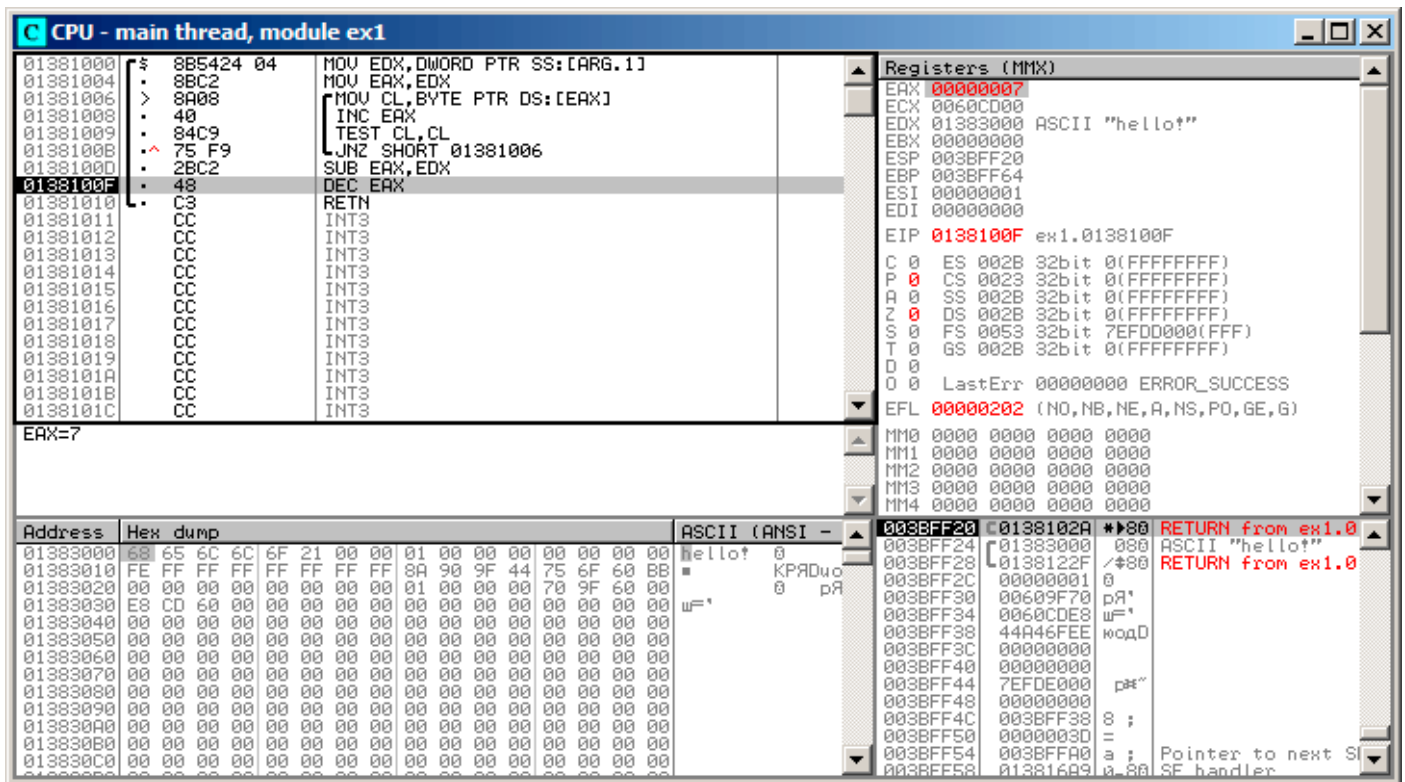 CPU - main thread, module ex1
01381000 $ 8B5424 04 MOV EDX,DWORD PTR SS:[ARG.1]
01381004 · 8BC2 MOV EAX,EDX
01381006 > 8A08 MOV CL,BYTE PTR DS:[EAX]
01381008 · 40 INC EAX
01381009 · 84C9 TEST CL,CL
0138100B ·^ 75 F9 JNZ SHORT 01381006
0138100D · 2BC2 SUB EAX,EDX
0138100F · 48 DEC EAX
01381010 · C3 RETN
01381011 CC INT3
01381012 CC INT3
01381013 CC INT3
01381014 CC INT3
01381015 CC INT3
01381016 CC INT3
01381017 CC INT3
01381018 CC INT3
01381019 CC INT3
0138101A CC INT3
0138101B CC INT3
0138101C CC INT3
EAX=7
Registers (MMX)
EAX 00000007
ECX 0060CD00
EDX 01383000 ASCII "hello!"
EBX 00000000
ESP 003BFF20
EBP 003BFF64
ESI 00000001
EDI 00000000
EIP 0138100F ex1.0138100F
C 0 ES 002B 32bit 0(FFFFFFFF)
P 0 CS 0023 32bit 0(FFFFFFFF)
A 0 SS 002B 32bit 0(FFFFFFFF)
Z 0 DS 002B 32bit 0(FFFFFFFF)
S 0 FS 0053 32bit 7EFDD000(FFF)
T 0 GS 002B 32bit 0(FFFFFFFF)
D 0
O 0 LastErr 00000000 ERROR_SUCCESS
EFL 00000202 (NO,NB,NE,A,NS,PO,GE,G)
MM0 0000 0000 0000 0000
MM1 0000 0000 0000 0000
MM2 0000 0000 0000 0000
MM3 0000 0000 0000 0000
MM4 0000 0000 0000 0000
Address Hex dump ASCII (ANSI -
01383000 68 65 6C 6C 6F 21 00 00 01 00 00 00 00 00 00 00 hello! 0
01383010 FE FF FF FF FF FF FF FF 8A 90 9F 44 75 6F 60 BB ■ КРЯDuo
01383020 00 00 00 00 00 00 00 00 01 00 00 00 70 9F 60 00 0 pЯ
01383030 E8 CD 60 00 00 00 00 00 00 00 00 00 00 00 00 00 ш='
01383040 00 00 00 00 00 00 00 00 00 00 00 00 00 00 00 00
01383050 00 00 00 00 00 00 00 00 00 00 00 00 00 00 00 00
01383060 00 00 00 00 00 00 00 00 00 00 00 00 00 00 00 00
01383070 00 00 00 00 00 00 00 00 00 00 00 00 00 00 00 00
01383080 00 00 00 00 00 00 00 00 00 00 00 00 00 00 00 00
01383090 00 00 00 00 00 00 00 00 00 00 00 00 00 00 00 00
013830A0 00 00 00 00 00 00 00 00 00 00 00 00 00 00 00 00
013830B0 00 00 00 00 00 00 00 00 00 00 00 00 00 00 00 00
013830C0 00 00 00 00 00 00 00 00 00 00 00 00 00 00 00 00
003BFF20 0138102A *►80 RETURN from ex1.0
003BFF24 01383000 080 ASCII "hello!"
003BFF28 0138122F /‡80 RETURN from ex1.0
003BFF2C 00000001 0
003BFF30 00609F70 pЯ'
003BFF34 0060CDE8 ш='
003BFF38 44A46FEE юoдD
003BFF3C 00000000
003BFF40 00000000
003BFF44 7EFDE000
003BFF48 00000000
003BFF4C 003BFF38 8 ;
003BFF50 0000003D =
003BFF54 003BFFA0 a ; Pointer to next S
003BFF58 013816A9 SE handler